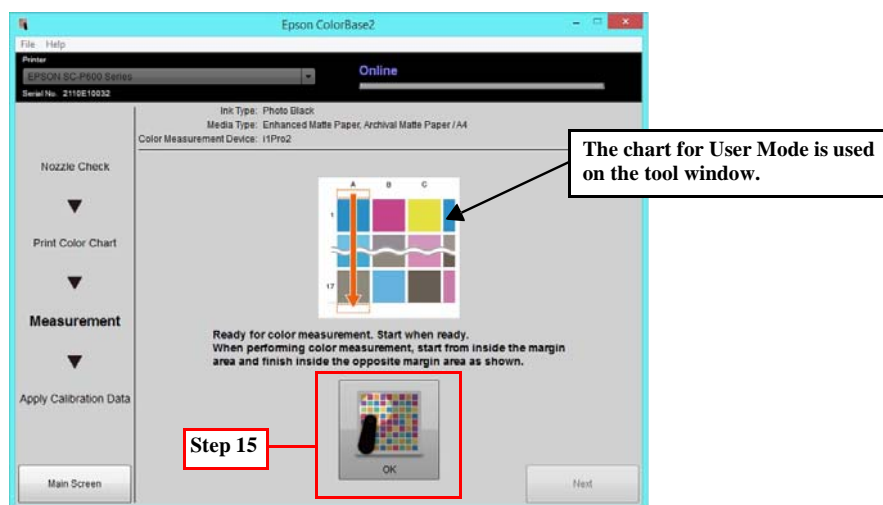 Epson ColorBase2
File Help
Printer
EPSON SC-P600 Series
Online
Serial No. 2110E10032
Ink Type: Photo Black
Media Type: Enhanced Matte Paper, Archival Matte Paper / A4
Color Measurement Device: i1Pro2
The chart for User Mode is used
on the tool window.
Nozzle Check
Print Color Chart
Measurement
Apply Calibration Data
A B C
1
17
Ready for color measurement. Start when ready.
When performing color measurement, start from inside the margin
area and finish inside the opposite margin area as shown.
Step 15
OK
Main Screen
Next